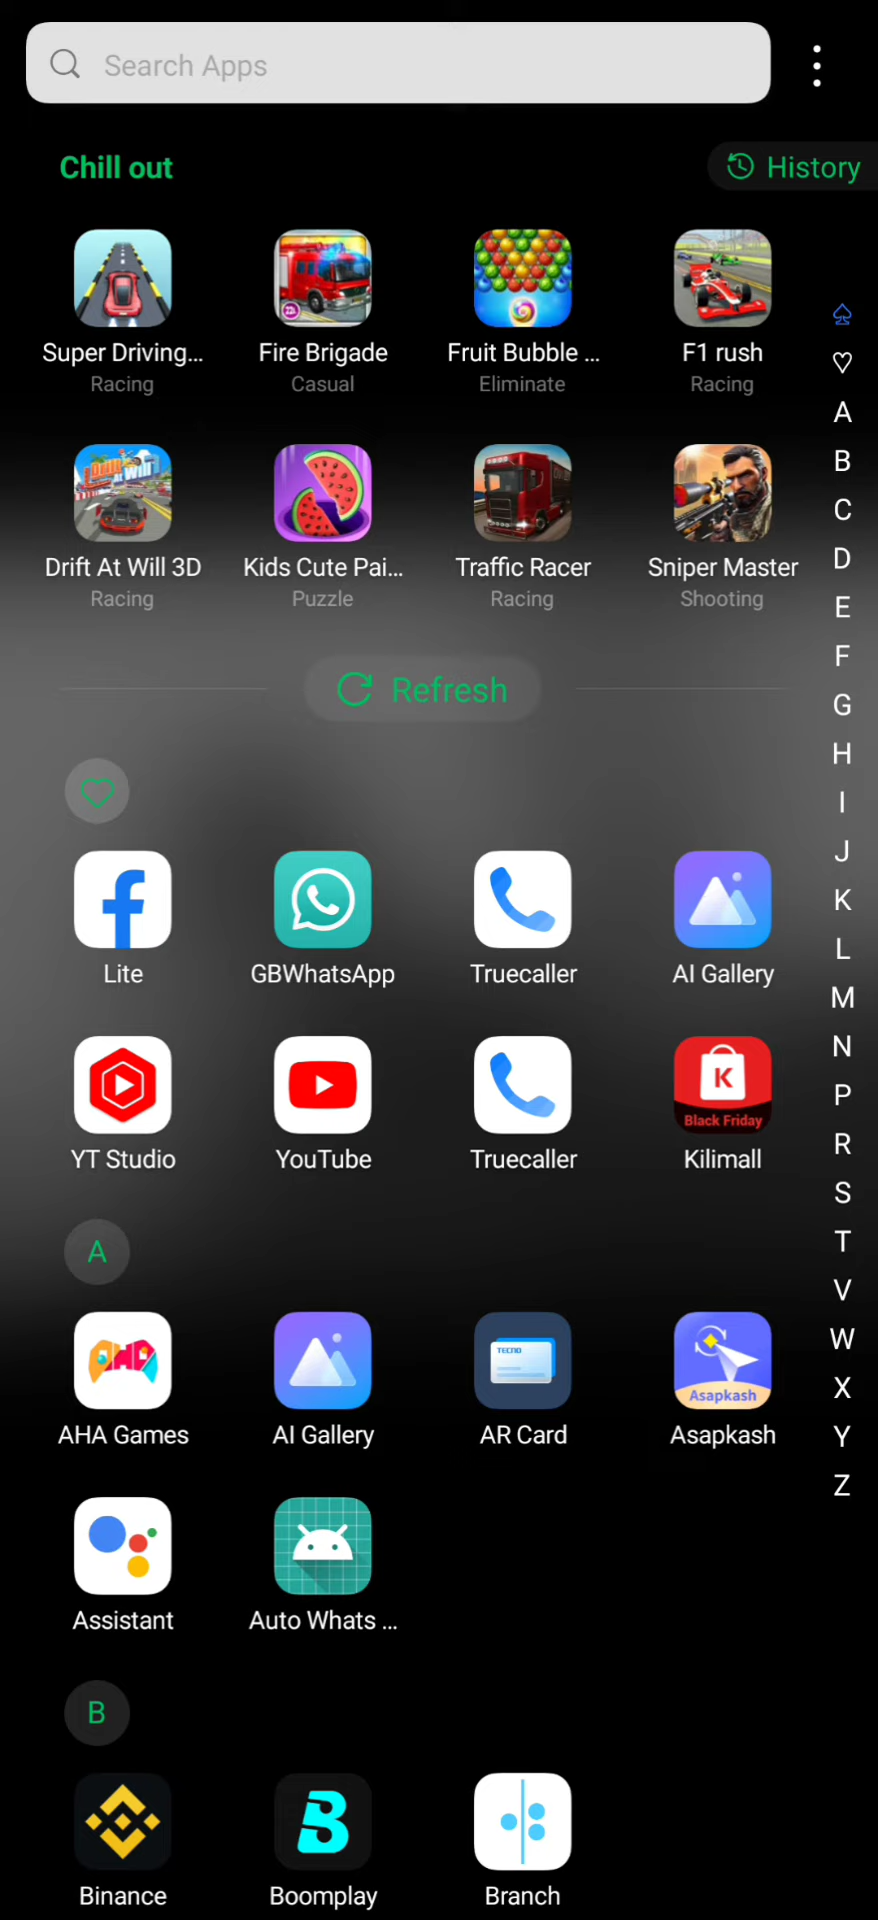 Search Apps
Chill out
History
Super Driving...
Fire Brigade
Fruit Bubble ...
F1 rush
Racing
Casual
Eliminate
Racing
Drift At Will 3D
Kids Cute Pai...
Traffic Racer
Sniper Master
Racing
Puzzle
Racing
Shooting
Refresh
Lite
GBWhatsApp
Truecaller
AI Gallery
K
Black Friday
YT Studio
YouTube
Truecaller
Kilimall
A
TECNO
Asapkash
AHA Games
AI Gallery
AR Card
Asapkash
Assistant
Auto Whats ...
B
Binance
Boomplay
Branch
A
B
C
D
E
F
G
H
I
J
K
L
M
N
P
R
S
T
V
W
X
Y
Z